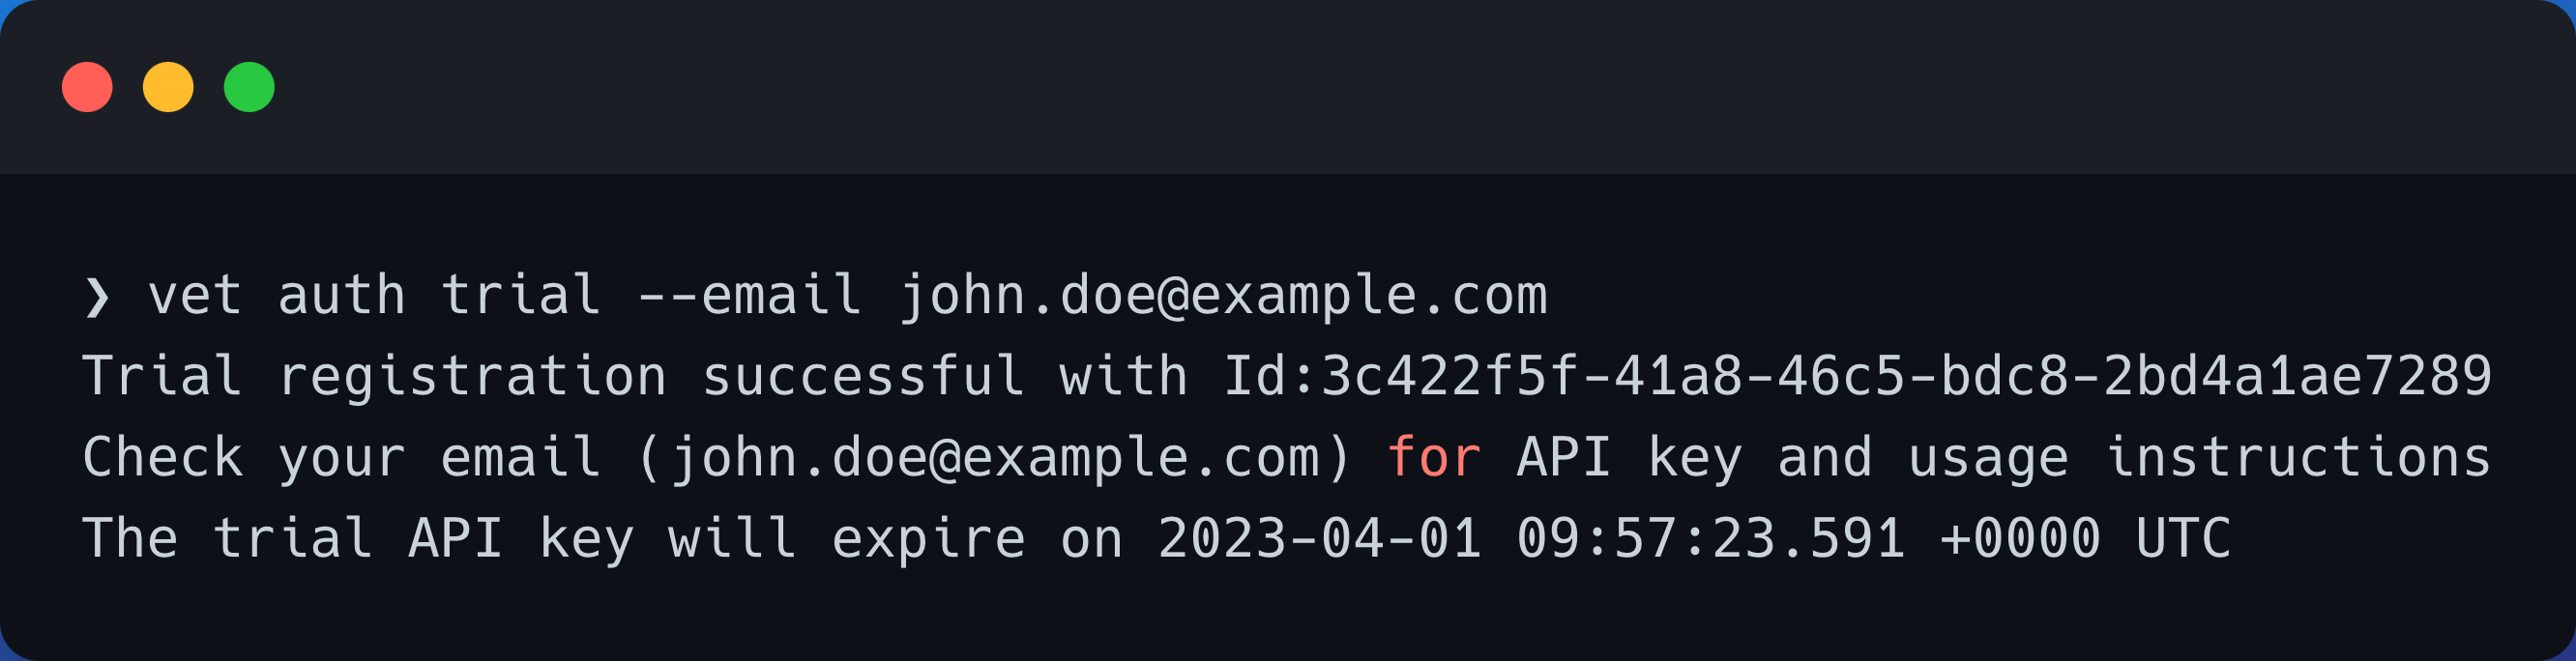 ❯ vet auth trial --email john.doe@example.com
Trial registration successful with Id:3c422f5f-41a8-46c5-bdc8-2bd4a1ae7289
Check your email (john.doe@example.com) for API key and usage instructions
The trial API key will expire on 2023-04-01 09:57:23.591 +0000 UTC